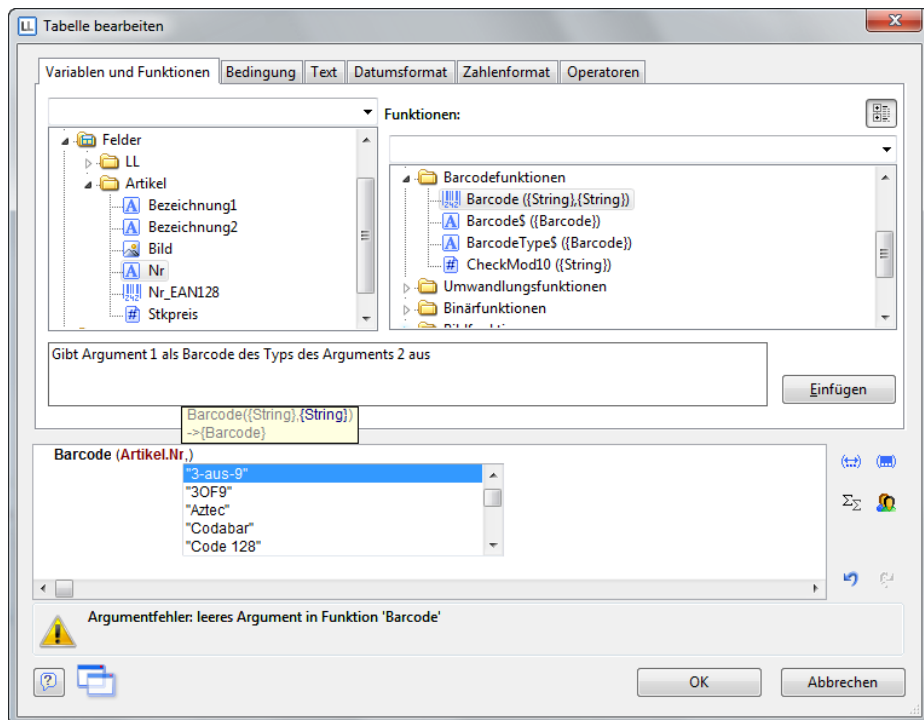 LL Tabelle bearbeiten
Variablen und Funktionen Bedingung Text Datumsformat Zahlenformat Operatoren
Funktionen:
Felder
LL
Artikel
Bezeichnung1
Bezeichnung2
Bild
Nr
Nr_EAN128
Stkpreis
Barcodefunktionen
Barcode ({String},{String})
Barcode$ ({Barcode})
BarcodeType$ ({Barcode})
CheckMod10 ({String})
Umwandlungsfunktionen
Binärfunktionen
Gibt Argument 1 als Barcode des Typs des Arguments 2 aus
Einfügen
Barcode({String},{String})
->{Barcode}
Barcode (Artikel.Nr,)
"3-aus-9"
"3OF9"
"Aztec"
"Codabar"
"Code 128"
Argumentfehler: leeres Argument in Funktion 'Barcode'
OK Abbrechen